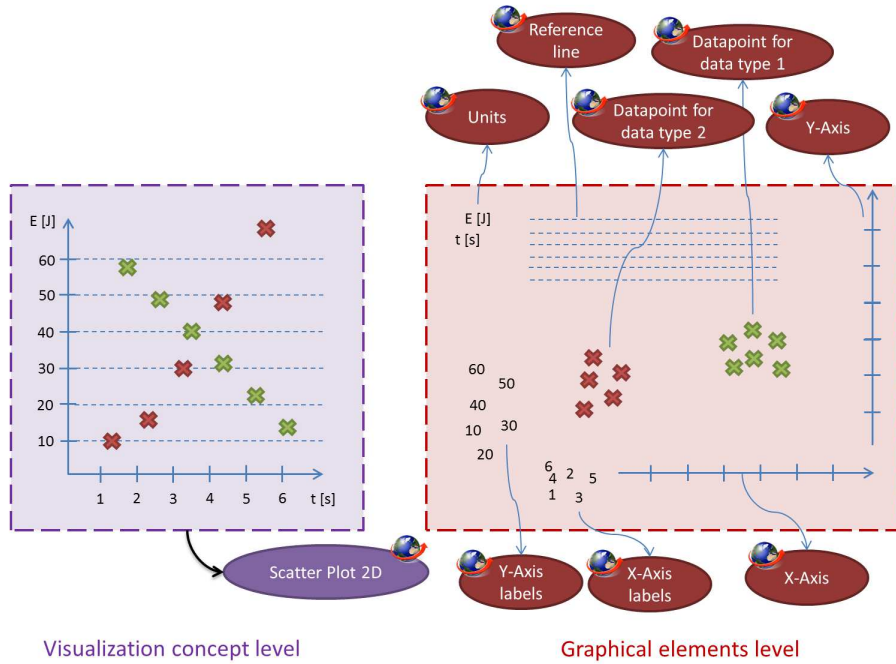 Reference
line
Datapoint for
data type 1
Units
Datapoint for
data type 2
Y-Axis
E [J]
60
50
40
30
20
10
1 2 3 4 5 6 t [s]
E [J]
t [s]
60
50
40
10
30
20
6
4
2
5
1
3
Scatter Plot 2D
Y-Axis
labels
X-Axis
labels
X-Axis
Visualization concept level
Graphical elements level